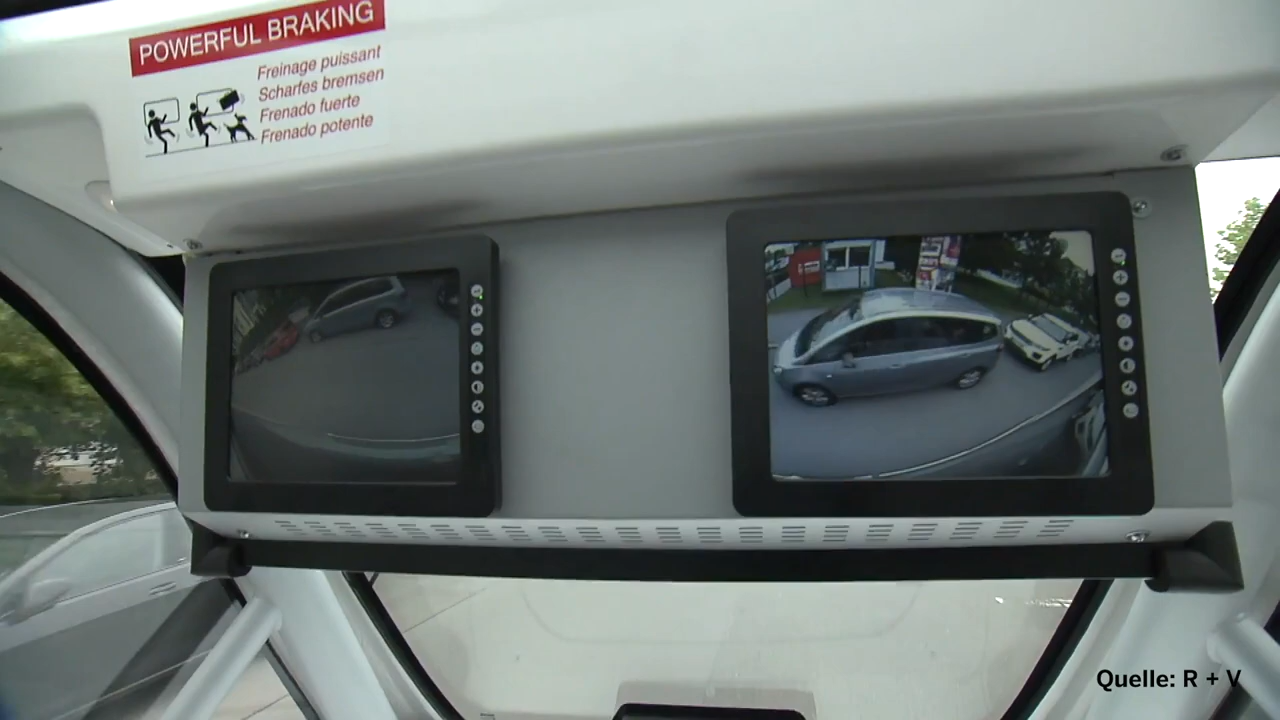 POWERFUL BRAKING
Freinage puissant
Scharfes bremsen
Frenado fuerte
Frenado potente
Quelle: R + V